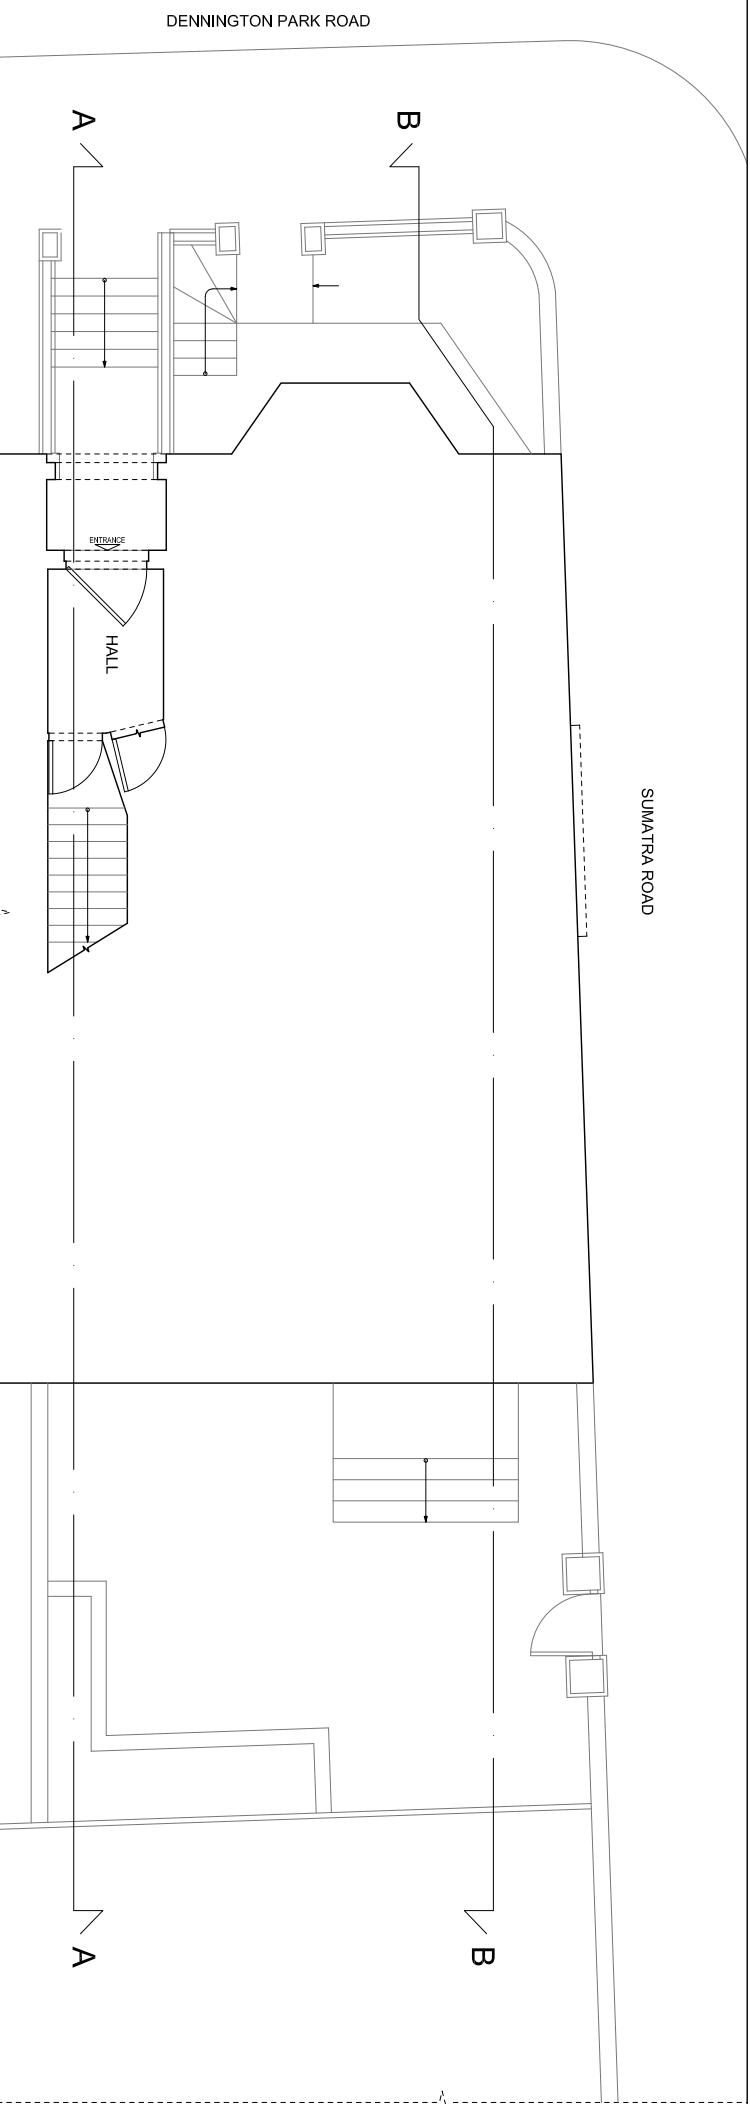 DENNINGTON PARK ROAD
A
B
ENTRANCE
HALL
SUMATRA ROAD
A
B